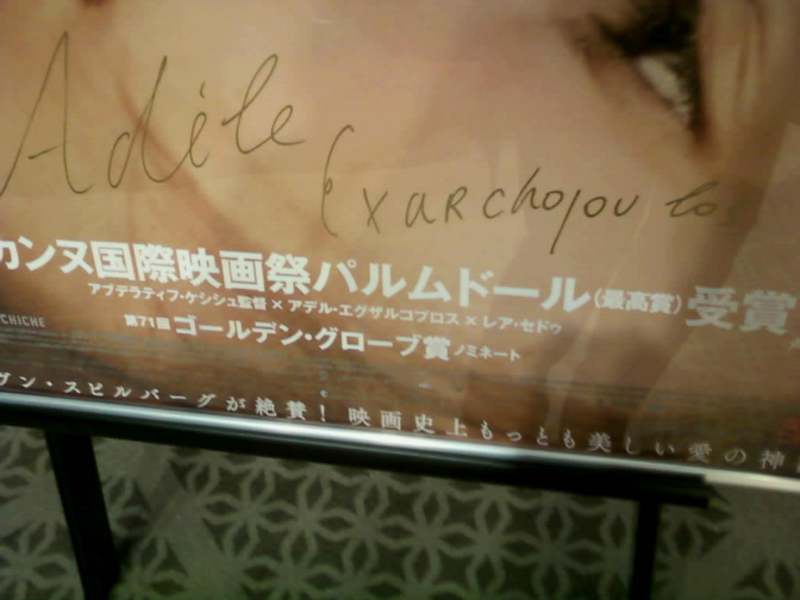 Adèle
Exarchopoulos
カンヌ国際映画祭パルムドール(最高賞)受賞
アブデラティフ・ケシシュ監督×アデル・エグザルコプロス×レア・セドゥ
CHICHE
第71回ゴールデン・グローブ賞ノミネート
ヴン・スピルバーグが絶賛! 映画史上もっとも美しい愛の神